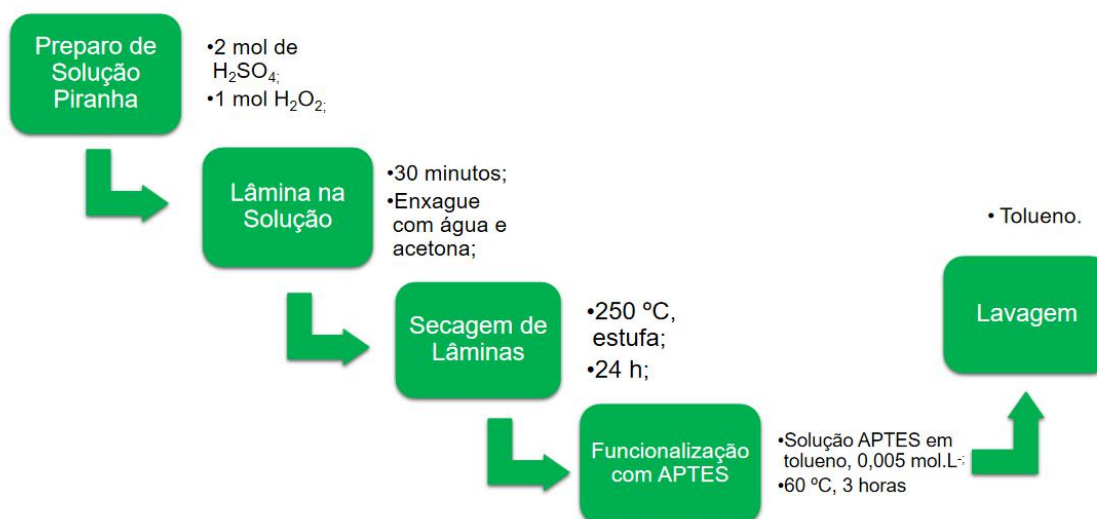 Preparo de
Solução
Piranha
•2 mol de
H₂SO₄;
•1 mol H₂O₂;
Lâmina na
Solução
•30 minutos;
•Enxague
com água e
acetona;
Secagem de
Lâminas
•250 ºC,
estufa;
•24 h;
Funcionalização
com APTES
•Solução APTES em
tolueno, 0,005 mol.L⁻;
•60 ºC, 3 horas
• Tolueno.
Lavagem